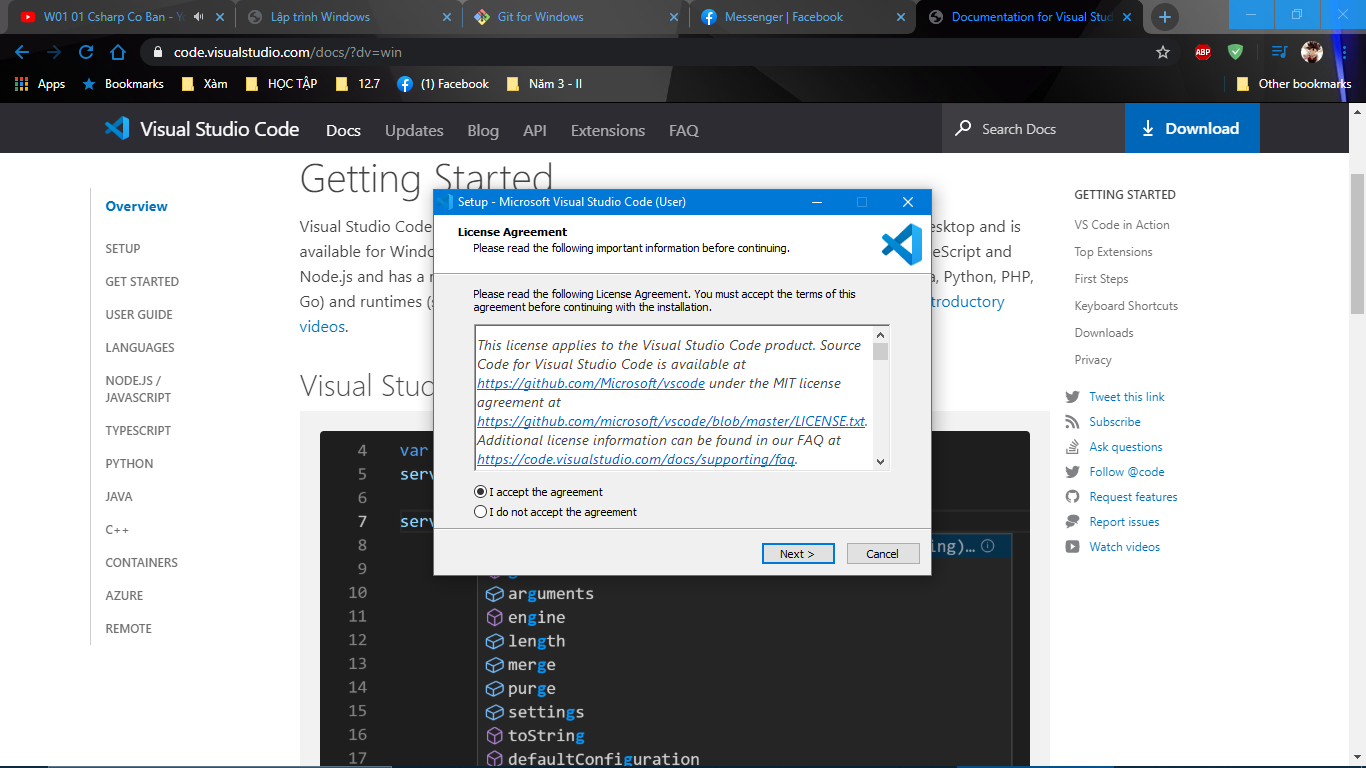 W01 01 Csharp Co Ban - Y
Lập trình Windows
Git for Windows
Messenger | Facebook
Documentation for Visual Stud
code.visualstudio.com/docs/?dv=win
ABP
Apps
Bookmarks
Xàm
HỌC TẬP
12.7
(1) Facebook
Năm 3 - II
Other bookmarks
Visual Studio Code
Docs
Updates
Blog
API
Extensions
FAQ
Search Docs
Download
Overview
SETUP
GET STARTED
USER GUIDE
LANGUAGES
NODE.JS /
JAVASCRIPT
TYPESCRIPT
PYTHON
JAVA
C++
CONTAINERS
AZURE
REMOTE
Getting Started
Visual Studio Code
esktop and is
available for Windo
eScript and
Node.js and has a
a, Python, PHP,
Go) and runtimes (s
troductory
videos.
Visual Stud
Setup - Microsoft Visual Studio Code (User)
License Agreement
Please read the following important information before continuing.
Please read the following License Agreement. You must accept the terms of this
agreement before continuing with the installation.
This license applies to the Visual Studio Code product. Source
Code for Visual Studio Code is available at
https://github.com/Microsoft/vscode under the MIT license
agreement at
https://github.com/microsoft/vscode/blob/master/LICENSE.txt.
Additional license information can be found in our FAQ at
https://code.visualstudio.com/docs/supporting/faq.
I accept the agreement
I do not accept the agreement
Next >
Cancel
4 var
5 serv
6
7 serv
8 ing)…
9
10 arguments
11 engine
12 length
13 merge
14 purge
15 settings
16 toString
17 defaultConfiguration
GETTING STARTED
VS Code in Action
Top Extensions
First Steps
Keyboard Shortcuts
Downloads
Privacy
Tweet this link
Subscribe
Ask questions
Follow @code
Request features
Report issues
Watch videos